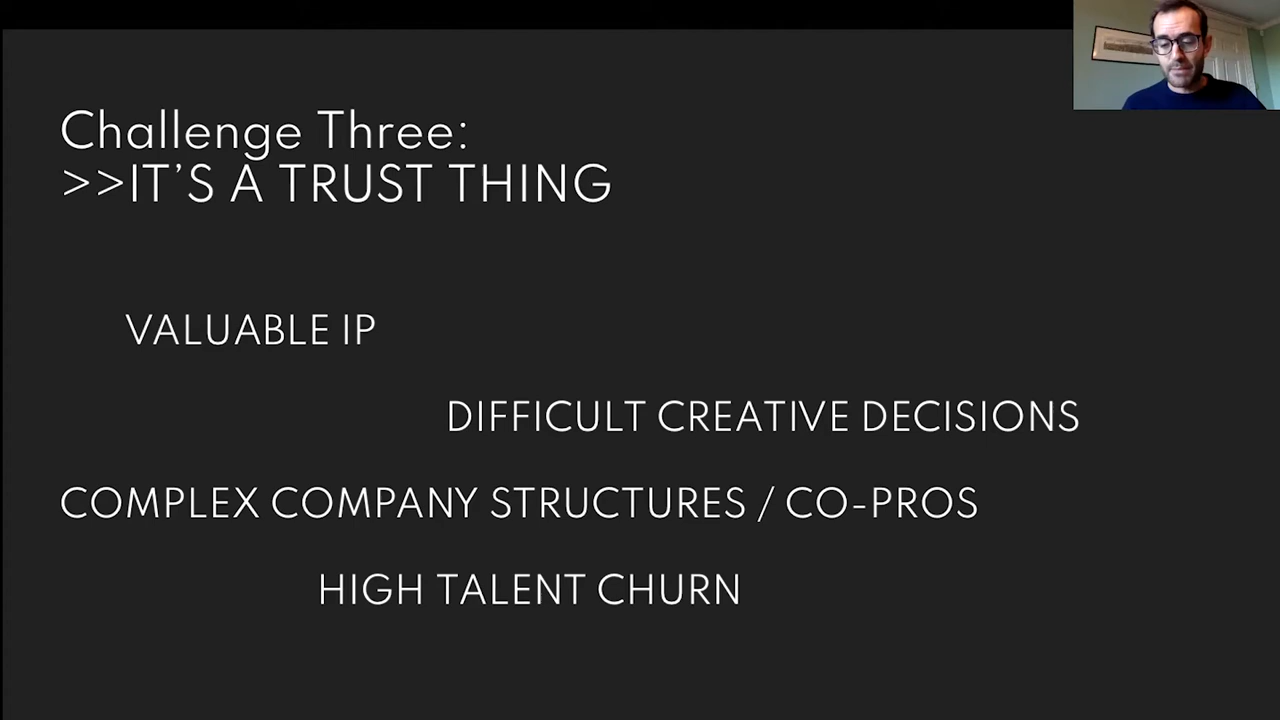 Challenge Three:
>>IT’S A TRUST THING
VALUABLE IP
DIFFICULT CREATIVE DECISIONS
COMPLEX COMPANY STRUCTURES / CO-PROS
HIGH TALENT CHURN